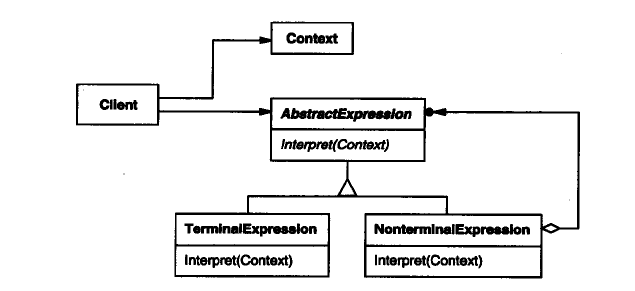 Context
Client
AbstractExpression
Interpret(Context)
TerminalExpression
NonterminalExpression
Interpret(Context)
Interpret(Context)